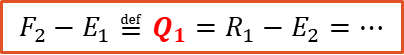 F₂ − E₁ ≝ Q₁ = R₁ − E₂ = ⋯